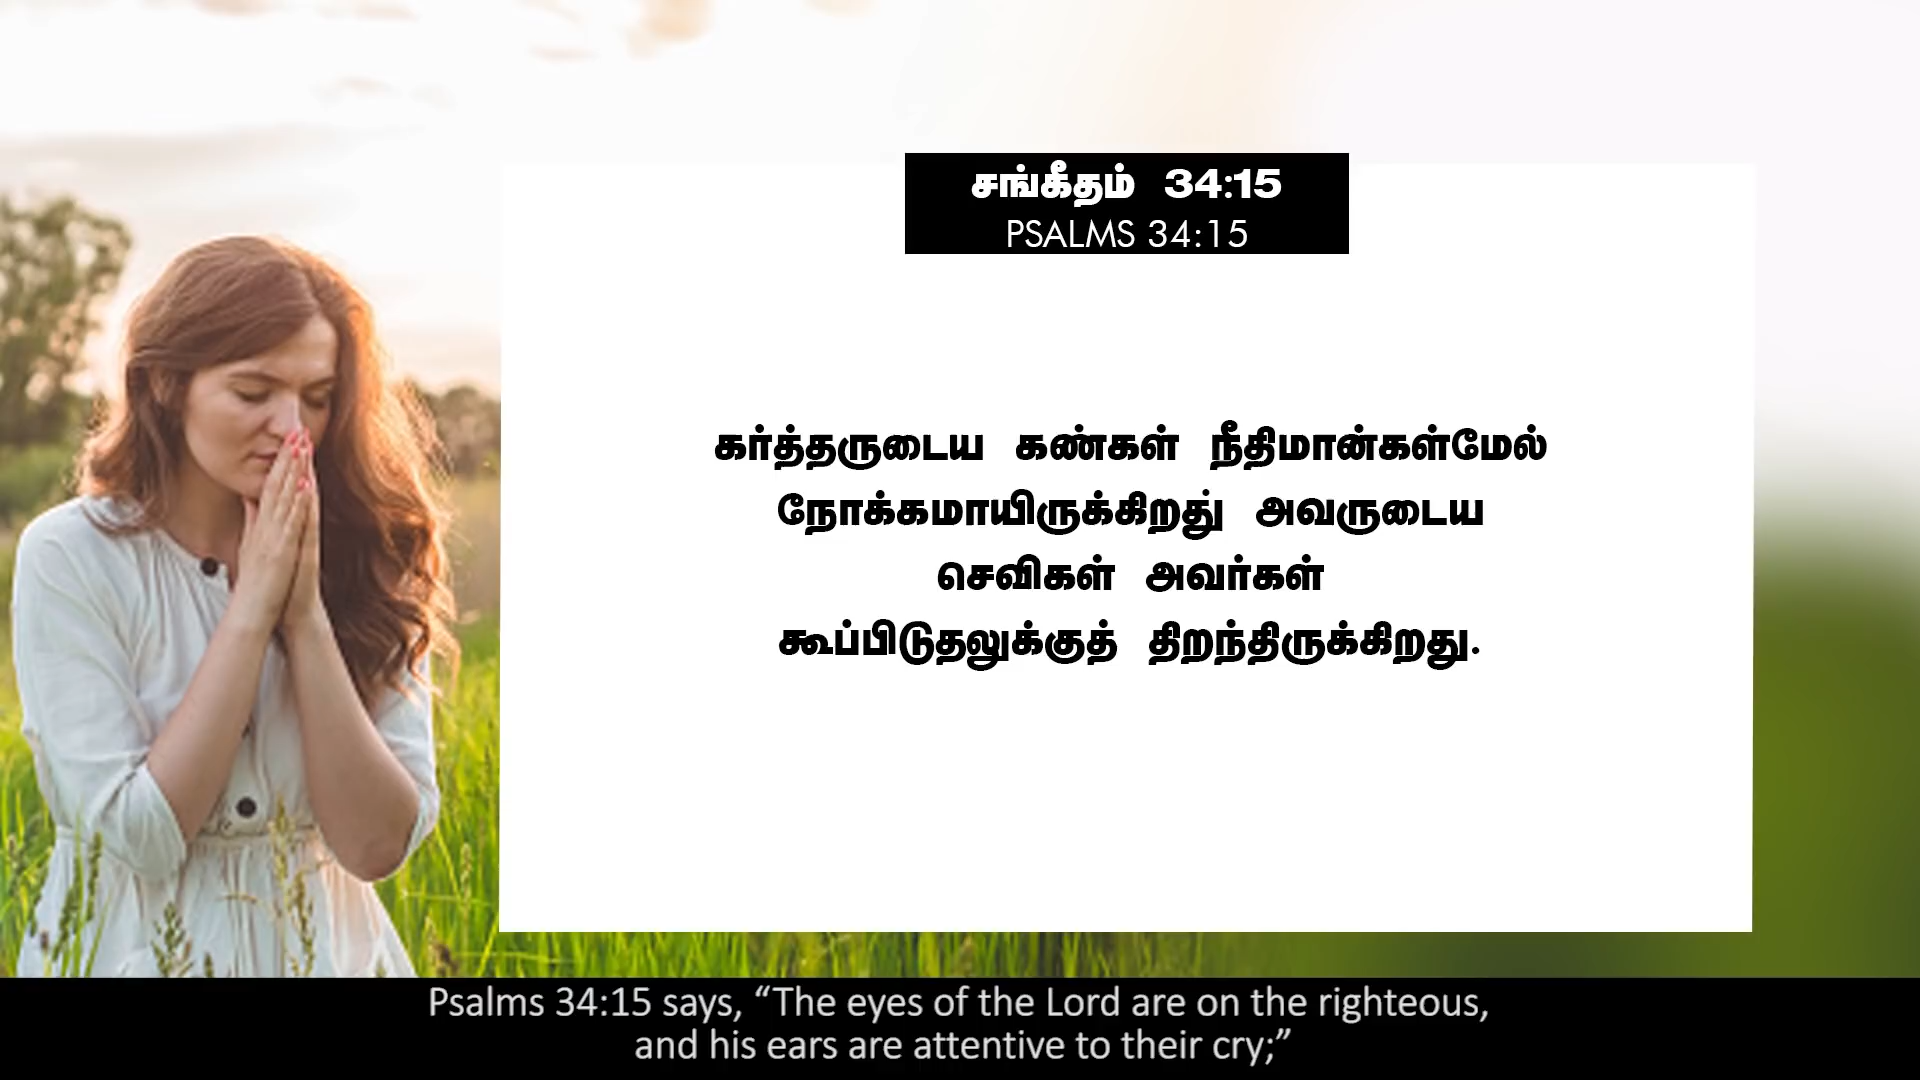 சங்கீதம் 34:15
PSALMS 34:15
கர்த்தருடைய கண்கள் நீதிமான்கள்மேல்
நோக்கமாயிருக்கிறது் அவருடைய
செவிகள் அவர்கள்
கூப்பிடுதலுக்குத் திறந்திருக்கிறது.
Psalms 34:15 says, “The eyes of the Lord are on the righteous,
and his ears are attentive to their cry;”